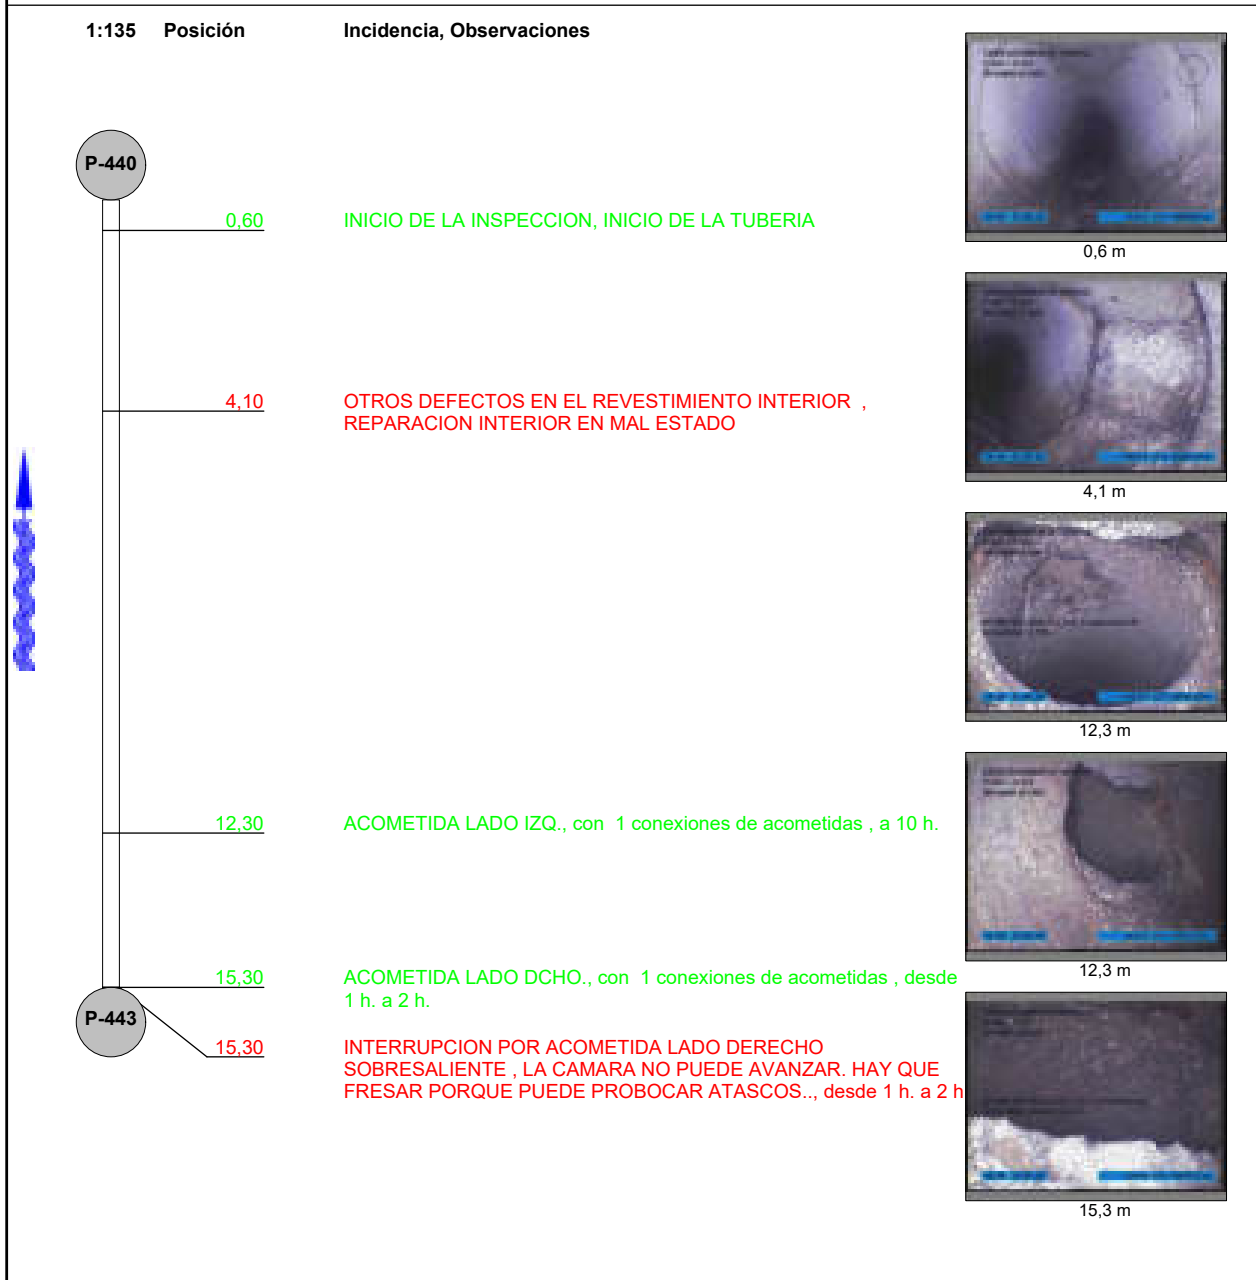 1:135 Posición Incidencia, Observaciones
P-440
0,60 INICIO DE LA INSPECCION, INICIO DE LA TUBERIA
0,6 m
4,10 OTROS DEFECTOS EN EL REVESTIMIENTO INTERIOR ,
REPARACION INTERIOR EN MAL ESTADO
4,1 m
12,3 m
12,30 ACOMETIDA LADO IZQ., con 1 conexiones de acometidas , a 10 h.
12,3 m
15,30 ACOMETIDA LADO DCHO., con 1 conexiones de acometidas , desde
1 h. a 2 h.
P-443
15,30 INTERRUPCION POR ACOMETIDA LADO DERECHO
SOBRESALIENTE , LA CAMARA NO PUEDE AVANZAR. HAY QUE
FRESAR PORQUE PUEDE PROBOCAR ATASCOS.., desde 1 h. a 2 h
15,3 m